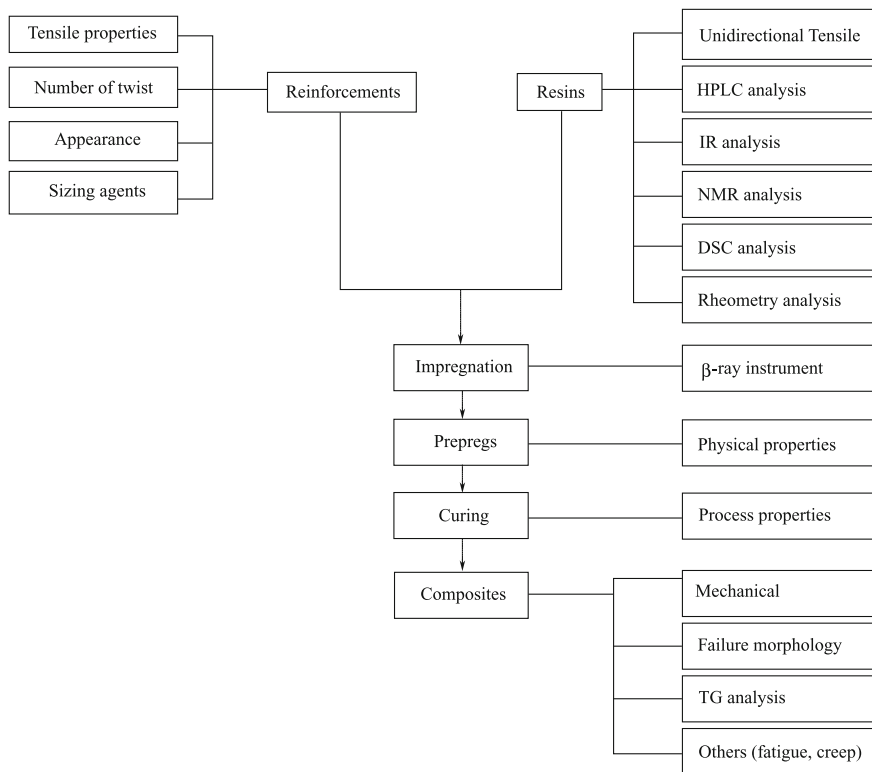 Tensile properties
Number of twist
Appearance
Sizing agents
Reinforcements
Resins
Unidirectional Tensile
HPLC analysis
IR analysis
NMR analysis
DSC analysis
Rheometry analysis
Impregnation
β-ray instrument
Prepregs
Physical properties
Curing
Process properties
Composites
Mechanical
Failure morphology
TG analysis
Others (fatigue, creep)